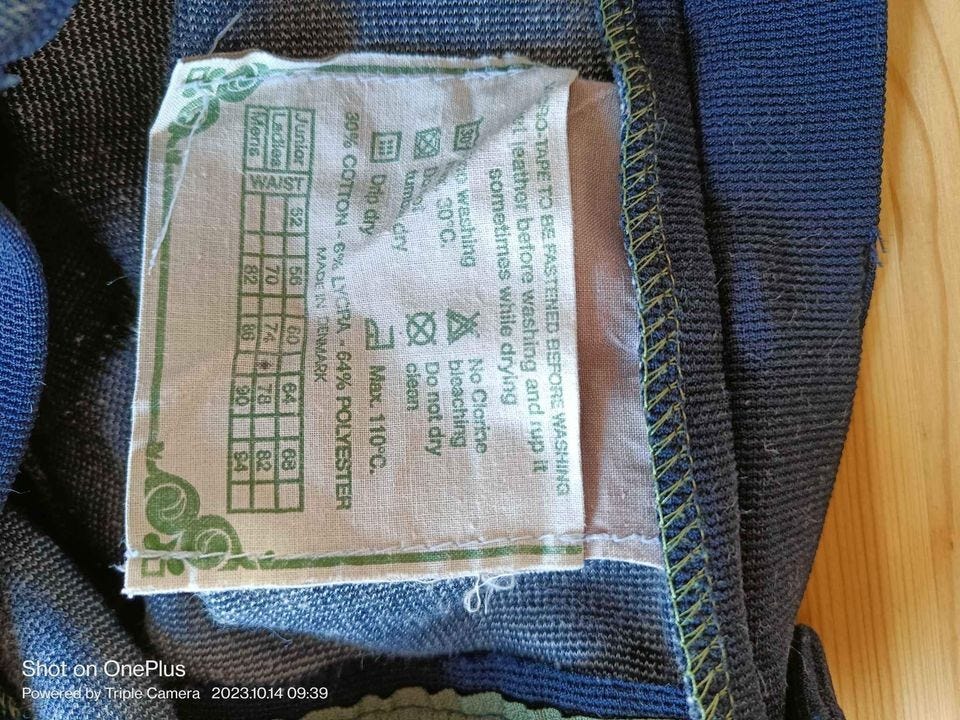 TAPE TO BE FASTENED BEFORE WASHING
leather before washing and rup it
sometimes while drying
washing No Clorine
30°C. bleaching
Do not dry
dry clean
Drip dry Max. 110°C.
30% COTTON - 6% LYCRA - 64% POLYESTER
MADE IN DENMARK
Junior 52 56 60 64 68
Ladies WAIST 70 74 * 78 82
Mens 82 86 90 94
Shot on OnePlus
Powered by Triple Camera 2023.10.14 09:39